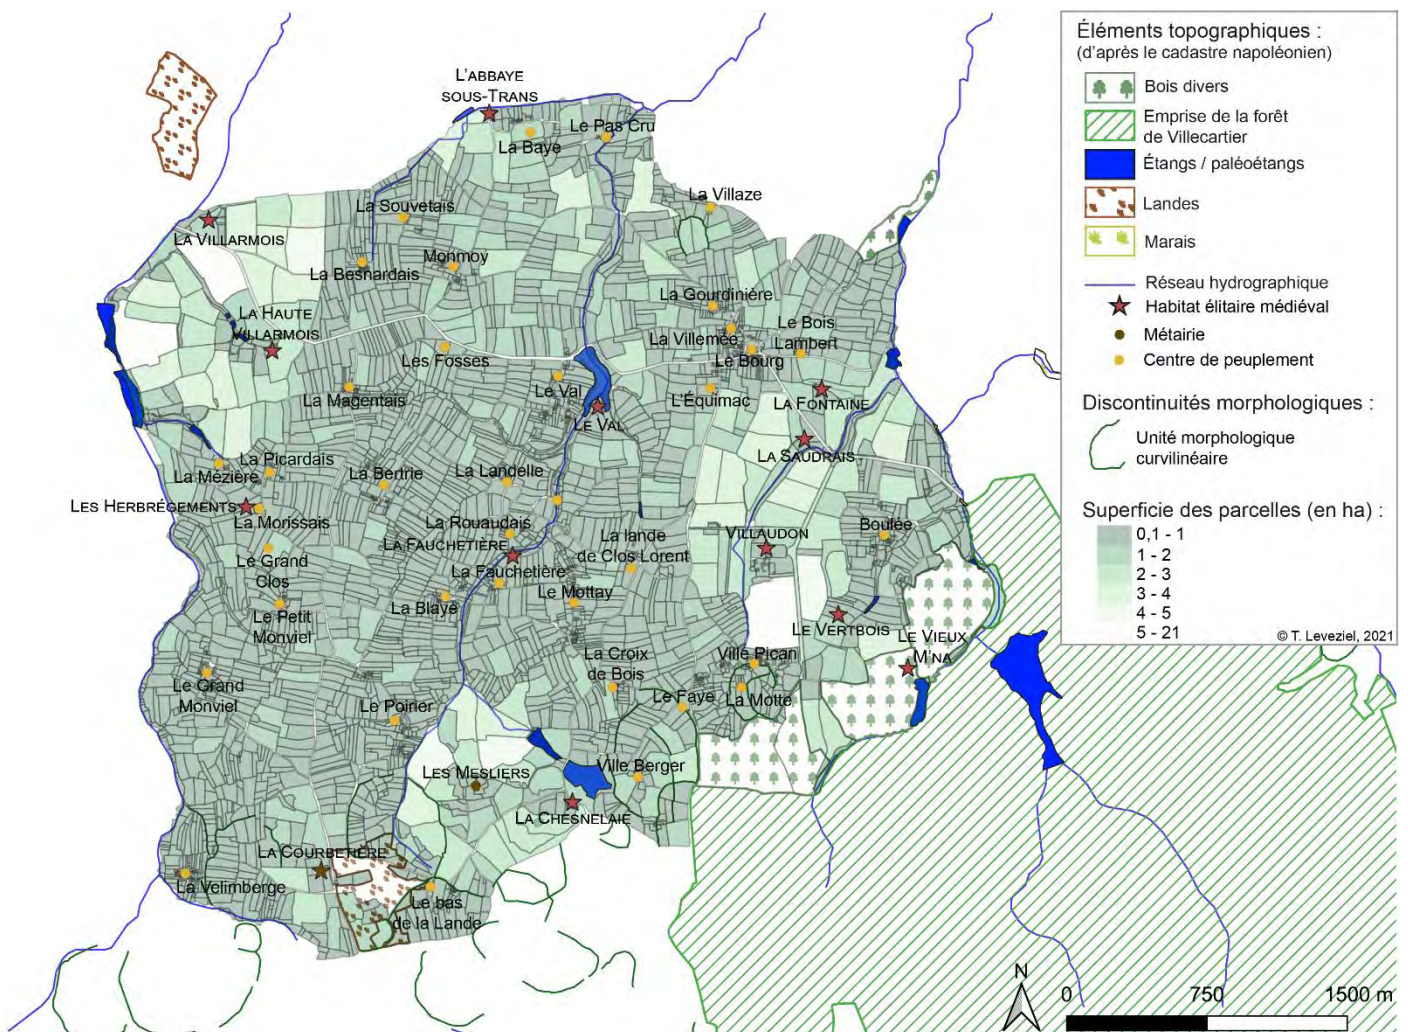 L'ABBAYE
SOUS-TRANS
La Baye
Le Pas Cru
La Villaze
La Souvetais
LA VILLARMOIS
La Besnardais
Monmoy
La Gourdinière
LA HAUTE
VILLARMOIS
La Villemée
Le Bois
Lambert
Les Fosses
Le Bourg
Le Val
La Magentais
L'Équimac
LA FONTAINE
LE VAL
LA SAUDRAIS
La Picardais
La Mézière
La Bertrie
La Landelle
LES HERBRÉGEMENTS
La Morissais
La Rouaudais
LA FAUCHETIÈRE
La lande
de Clos Lorent
VILLAUDON
Boulée
Le Grand
Clos
La Fauchetière
Le Mottay
La Blaye
Le Petit
Monviel
LE VERTBOIS
LE VIEUX
M'NA
La Croix
de Bois
Ville Pican
Le Grand
Monviel
Le Faye
La Motte
Le Poirier
LES MESLIERS
Ville Berger
LA CHESNELAIE
LA COURBETIÈRE
La Velimberge
Le bas
de la Lande
Éléments topographiques :
(d'après le cadastre napoléonien)
Bois divers
Emprise de la forêt
de Villecartier
Étangs / paléoétangs
Landes
Marais
Réseau hydrographique
Habitat élitaire médiéval
Métairie
Centre de peuplement
Discontinuités morphologiques :
Unité morphologique
curvilinéaire
Superficie des parcelles (en ha) :
0,1 - 1
1 - 2
2 - 3
3 - 4
4 - 5
5 - 21
© T. Leveziel, 2021
N
0 750 1500 m